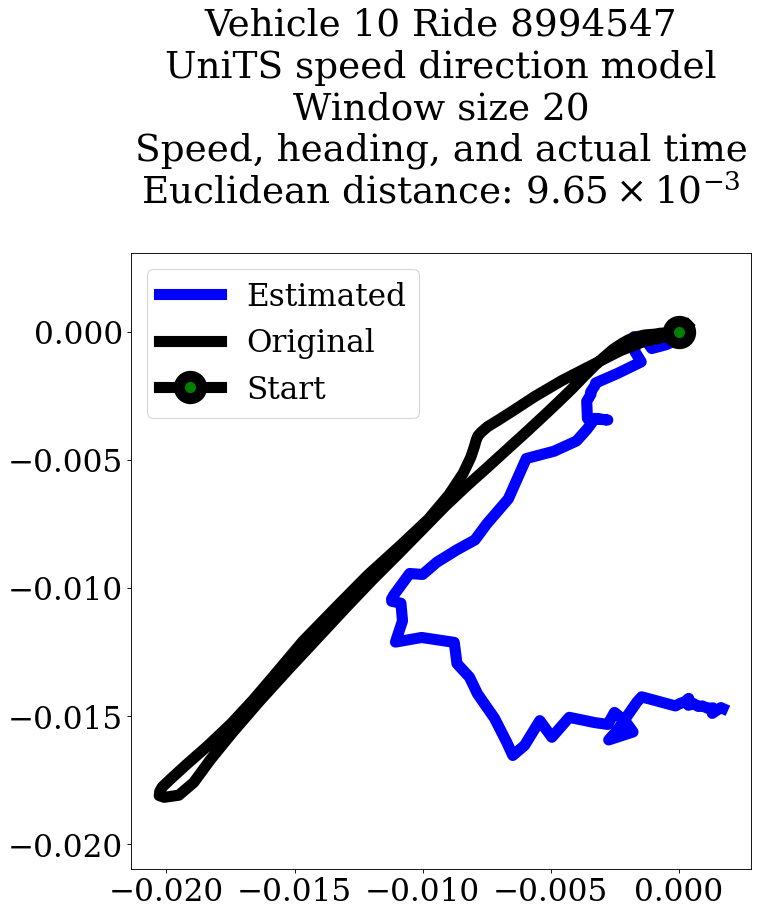 Vehicle 10 Ride 8994547
UniTS speed direction model
Window size 20
Speed, heading, and actual time
Euclidean distance: 9.65 × 10⁻³
Estimated
Original
Start
0.000
−0.005
−0.010
−0.015
−0.020
−0.020 −0.015 −0.010 −0.005 0.000